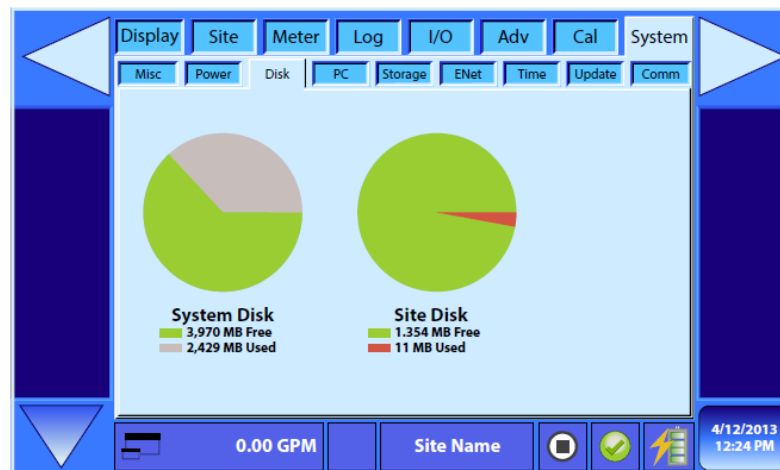 Display Site Meter Log I/O Adv Cal System
Misc Power Disk PC Storage ENet Time Update Comm
System Disk
3,970 MB Free
2,429 MB Used
Site Disk
1.354 MB Free
11 MB Used
0.00 GPM
Site Name
4/12/2013
12:24 PM